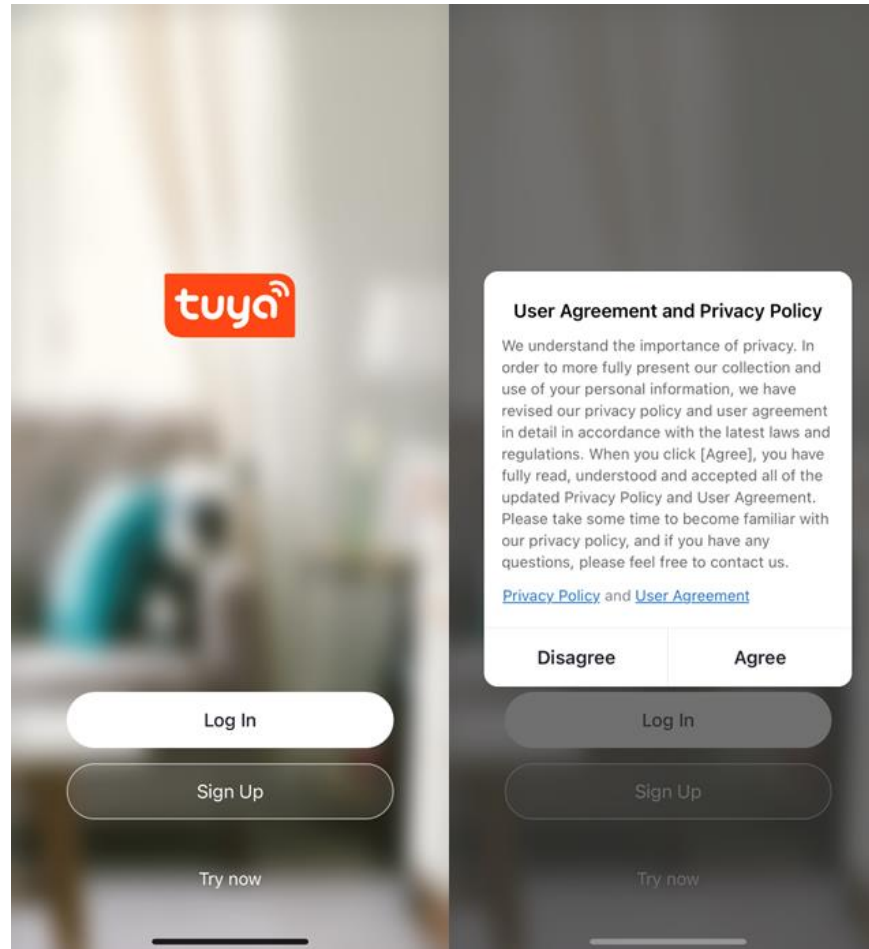 tuya
Log In
Sign Up
Try now
User Agreement and Privacy Policy
We understand the importance of privacy. In
order to more fully present our collection and
use of your personal information, we have
revised our privacy policy and user agreement
in detail in accordance with the latest laws and
regulations. When you click [Agree], you have
fully read, understood and accepted all of the
updated Privacy Policy and User Agreement.
Please take some time to become familiar with
our privacy policy, and if you have any
questions, please feel free to contact us.
Privacy Policy and User Agreement
Disagree Agree
Log In
Sign Up
Try now